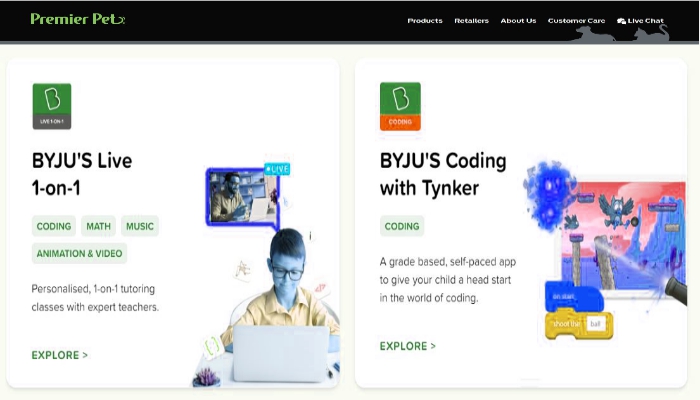 Premier Pet
Products Retailers About Us Customer Care Live Chat
B
LIVE 1-ON-1
BYJU'S Live
1-on-1
CODING MATH MUSIC
ANIMATION & VIDEO
Personalised, 1-on-1 tutoring
classes with expert teachers.
EXPLORE >
LIVE
B
CODING
BYJU'S Coding
with Tynker
CODING
A grade based, self-paced app
to give your child a head start
in the world of coding.
EXPLORE >
on start
shoot the ball